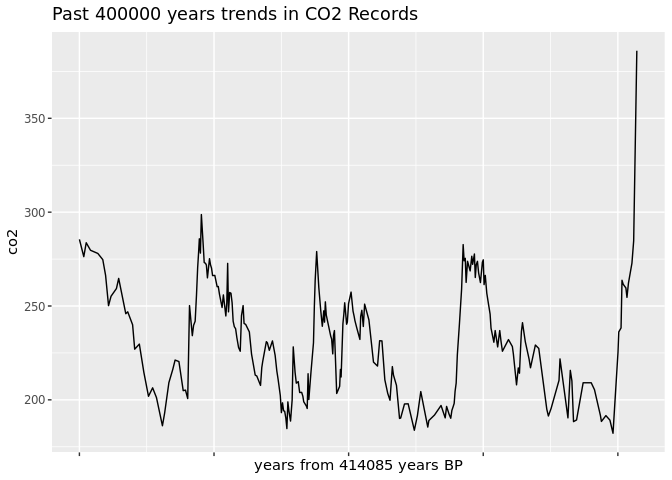 Past 400000 years trends in CO2 Records
co2
350
300
250
200
years from 414085 years BP